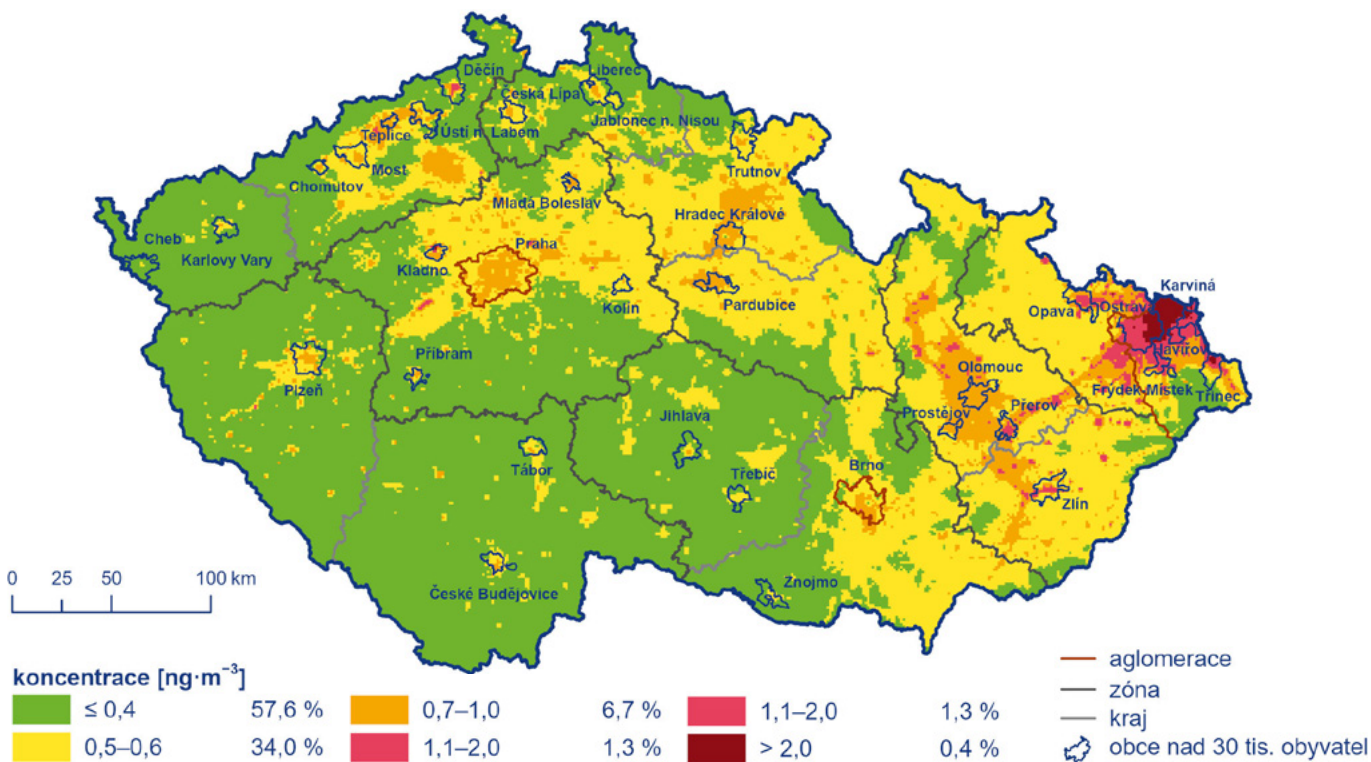 Děčín
Liberec
Česká Lípa
Jablonec n. Nisou
Ústí n. Labem
Teplice
Most
Chomutov
Trutnov
Mladá Boleslav
Hradec Králové
Cheb
Karlovy Vary
Praha
Kladno
Kolín
Pardubice
Karviná
Opava
Ostrava
Havířov
Frýdek-Místek
Třinec
Příbram
Plzeň
Olomouc
Prostějov
Přerov
Jihlava
Tábor
Třebíč
Brno
Zlín
České Budějovice
Znojmo
0 25 50 100 km
koncentrace [ng·m⁻³]
≤ 0,4 57,6 % 0,7–1,0 6,7 % 1,1–2,0 1,3 %
0,5–0,6 34,0 % 1,1–2,0 1,3 % > 2,0 0,4 %
aglomerace
zóna
kraj
obce nad 30 tis. obyvatel